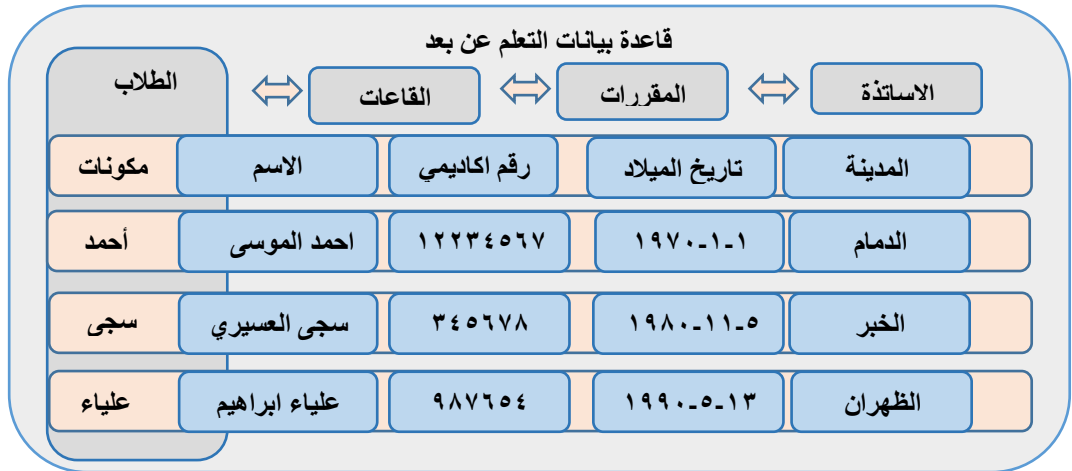 قاعدة بيانات التعلم عن بعد
الاساتذة المقررات القاعات الطلاب
المدينة تاريخ الميلاد رقم اكاديمي الاسم مكونات
الدمام ١-١-١٩٧٠ ١٢٢٣٤٥٦٧ احمد الموسى أحمد
الخبر ٥-١١-١٩٨٠ ٣٤٥٦٧٨ سجى العسيري سجى
الظهران ١٣-٥-١٩٩٠ ٩٨٧٦٥٤ علياء ابراهيم علياء